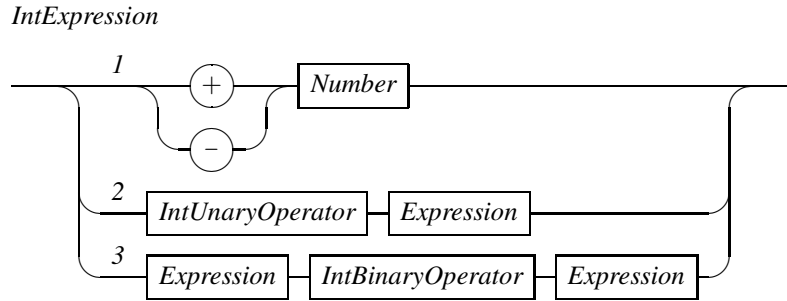 IntExpression
1 + Number
−
2 IntUnaryOperator Expression
3 Expression IntBinaryOperator Expression